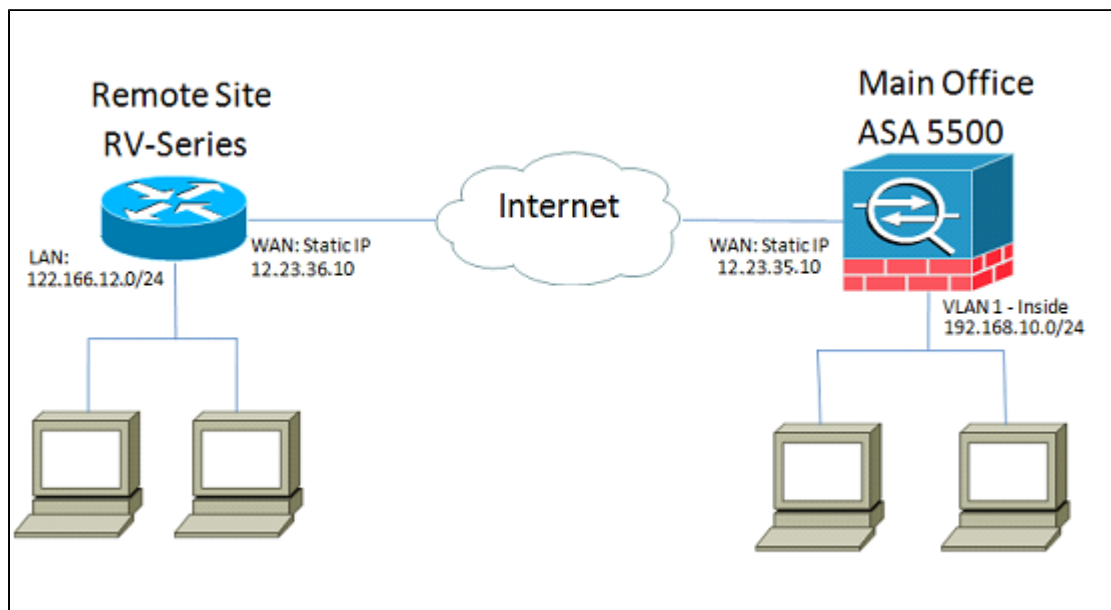 Remote Site
RV-Series
LAN:
122.166.12.0/24
WAN: Static IP
12.23.36.10
Internet
Main Office
ASA 5500
WAN: Static IP
12.23.35.10
VLAN 1 - Inside
192.168.10.0/24